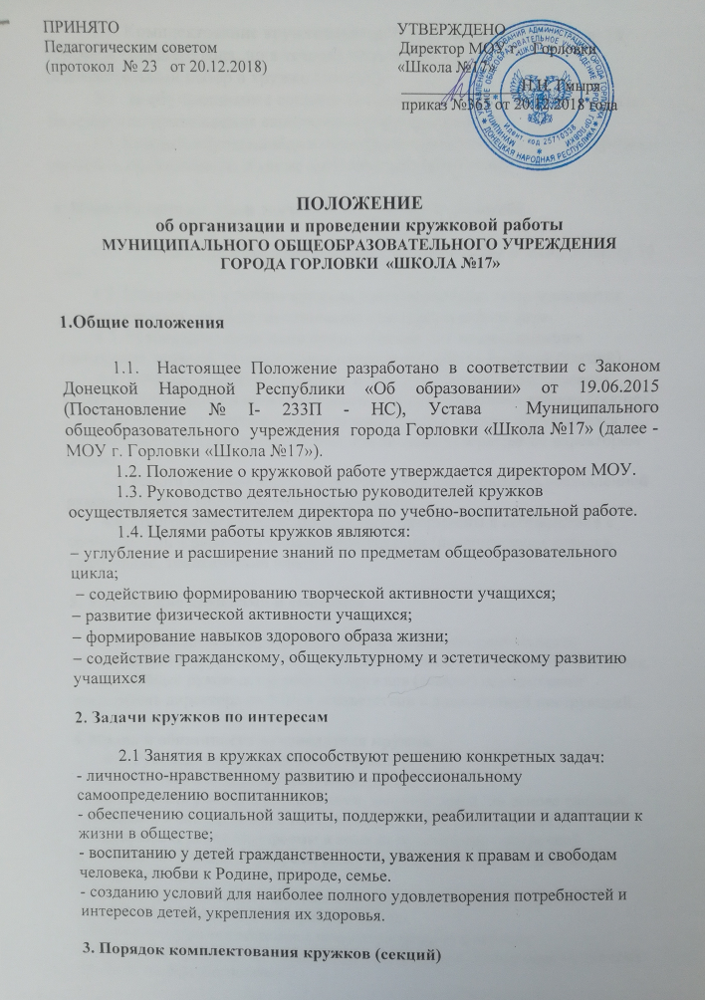 ПРИНЯТО
Педагогическим советом
(протокол № 23 от 20.12.2018)
УТВЕРЖДЕНО
Директор МОУ г. Горловки
«Школа №17»
П.Н. Гмыря
приказ №365 от 20.12.2018 года
ДОНЕЦКАЯ НАРОДНАЯ РЕСПУБЛИКА
Идент. код 25710338
ПОЛОЖЕНИЕ
об организации и проведении кружковой работы
МУНИЦИПАЛЬНОГО ОБЩЕОБРАЗОВАТЕЛЬНОГО УЧРЕЖДЕНИЯ
ГОРОДА ГОРЛОВКИ «ШКОЛА №17»
1.Общие положения
1.1. Настоящее Положение разработано в соответствии с Законом
Донецкой Народной Республики «Об образовании» от 19.06.2015
(Постановление № I- 233П - НС), Устава Муниципального
общеобразовательного учреждения города Горловки «Школа №17» (далее -
МОУ г. Горловки «Школа №17»).
1.2. Положение о кружковой работе утверждается директором МОУ.
1.3. Руководство деятельностью руководителей кружков
осуществляется заместителем директора по учебно-воспитательной работе.
1.4. Целями работы кружков являются:
– углубление и расширение знаний по предметам общеобразовательного
цикла;
– содействию формированию творческой активности учащихся;
– развитие физической активности учащихся;
– формирование навыков здорового образа жизни;
– содействие гражданскому, общекультурному и эстетическому развитию
учащихся
2. Задачи кружков по интересам
2.1 Занятия в кружках способствуют решению конкретных задач:
- личностно-нравственному развитию и профессиональному
самоопределению воспитанников;
- обеспечению социальной защиты, поддержки, реабилитации и адаптации к
жизни в обществе;
- воспитанию у детей гражданственности, уважения к правам и свободам
человека, любви к Родине, природе, семье.
- созданию условий для наиболее полного удовлетворения потребностей и
интересов детей, укрепления их здоровья.
3. Порядок комплектования кружков (секций)